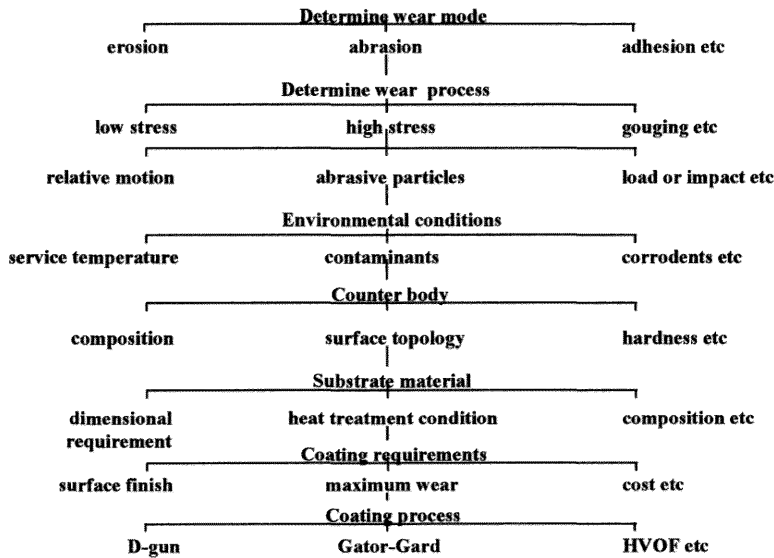 Determine wear mode
erosion abrasion adhesion etc
Determine wear process
low stress high stress gouging etc
relative motion abrasive particles load or impact etc
Environmental conditions
service temperature contaminants corrodents etc
Counter body
composition surface topology hardness etc
Substrate material
dimensional heat treatment condition composition etc
requirement
Coating requirements
surface finish maximum wear cost etc
Coating process
D-gun Gator-Gard HVOF etc